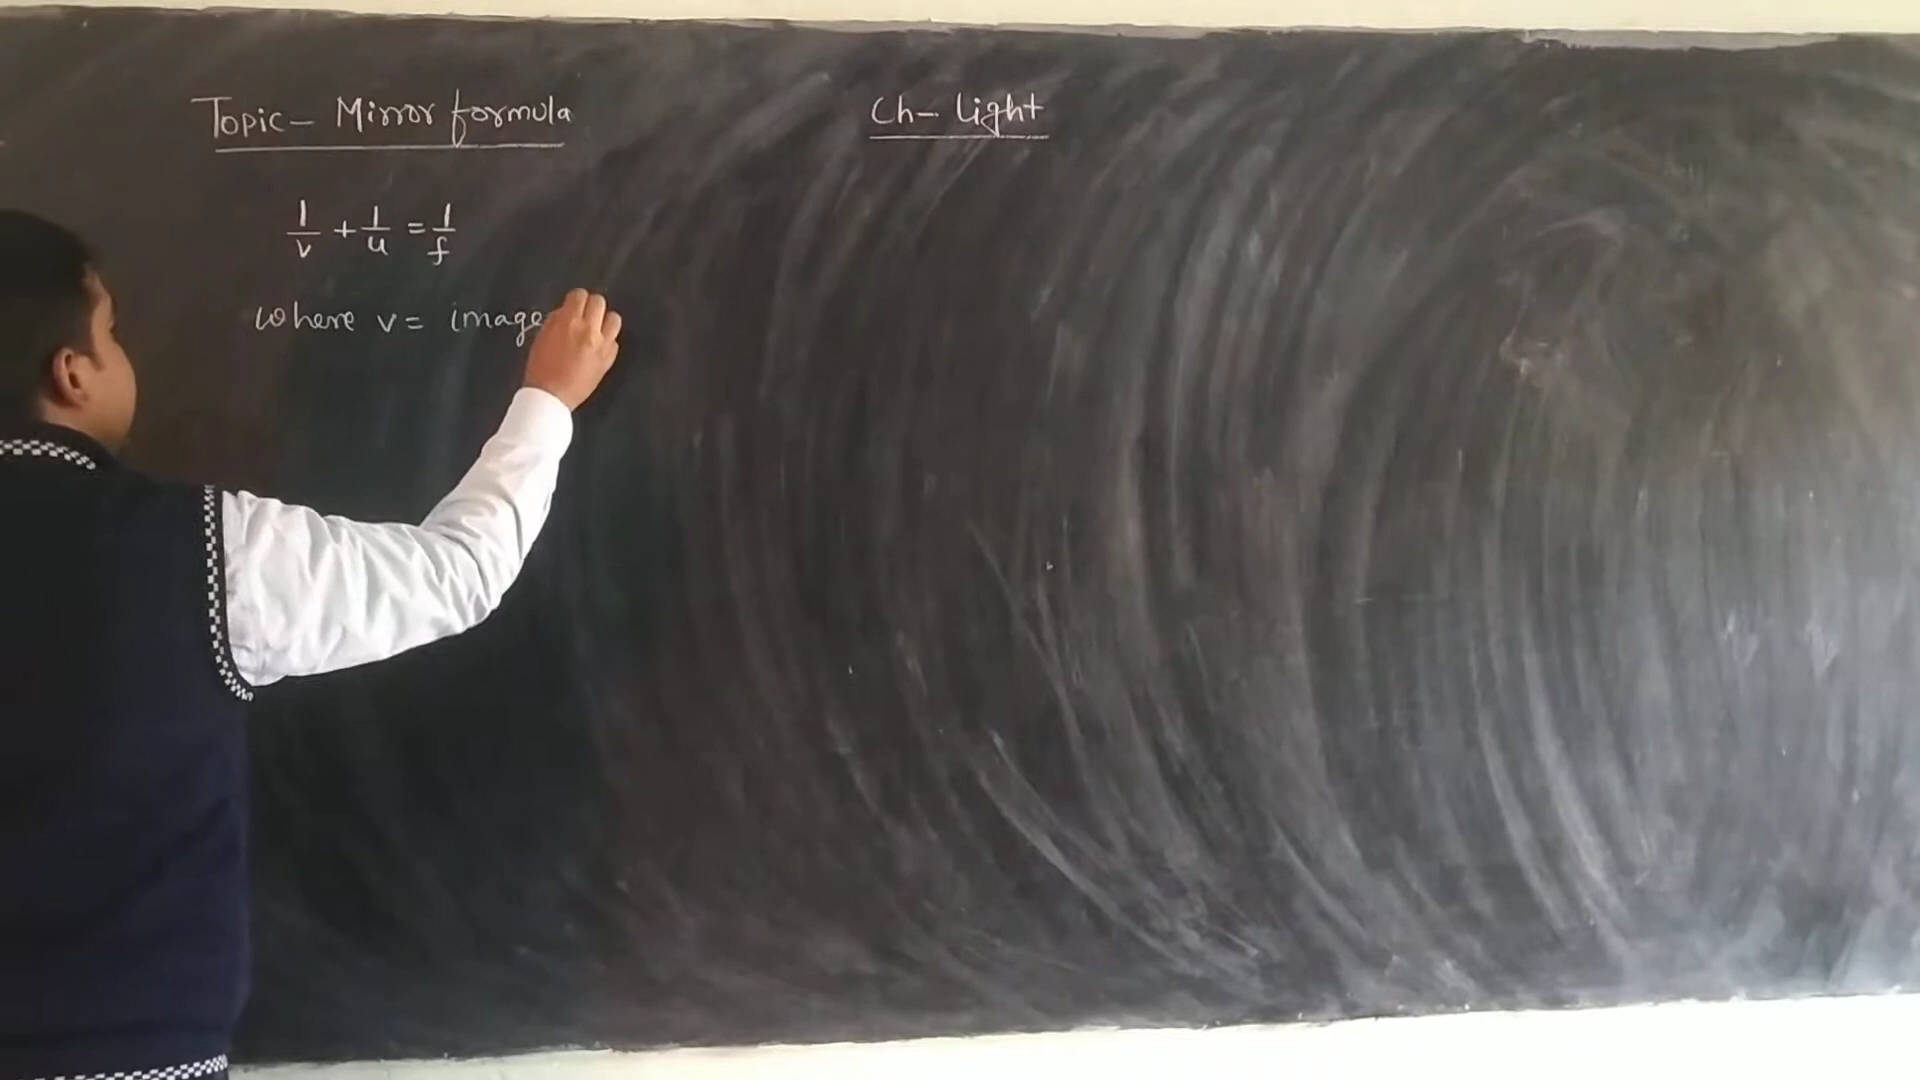 Topic- Mirror formula
Ch- light
1/v + 1/u = 1/f
where v = image